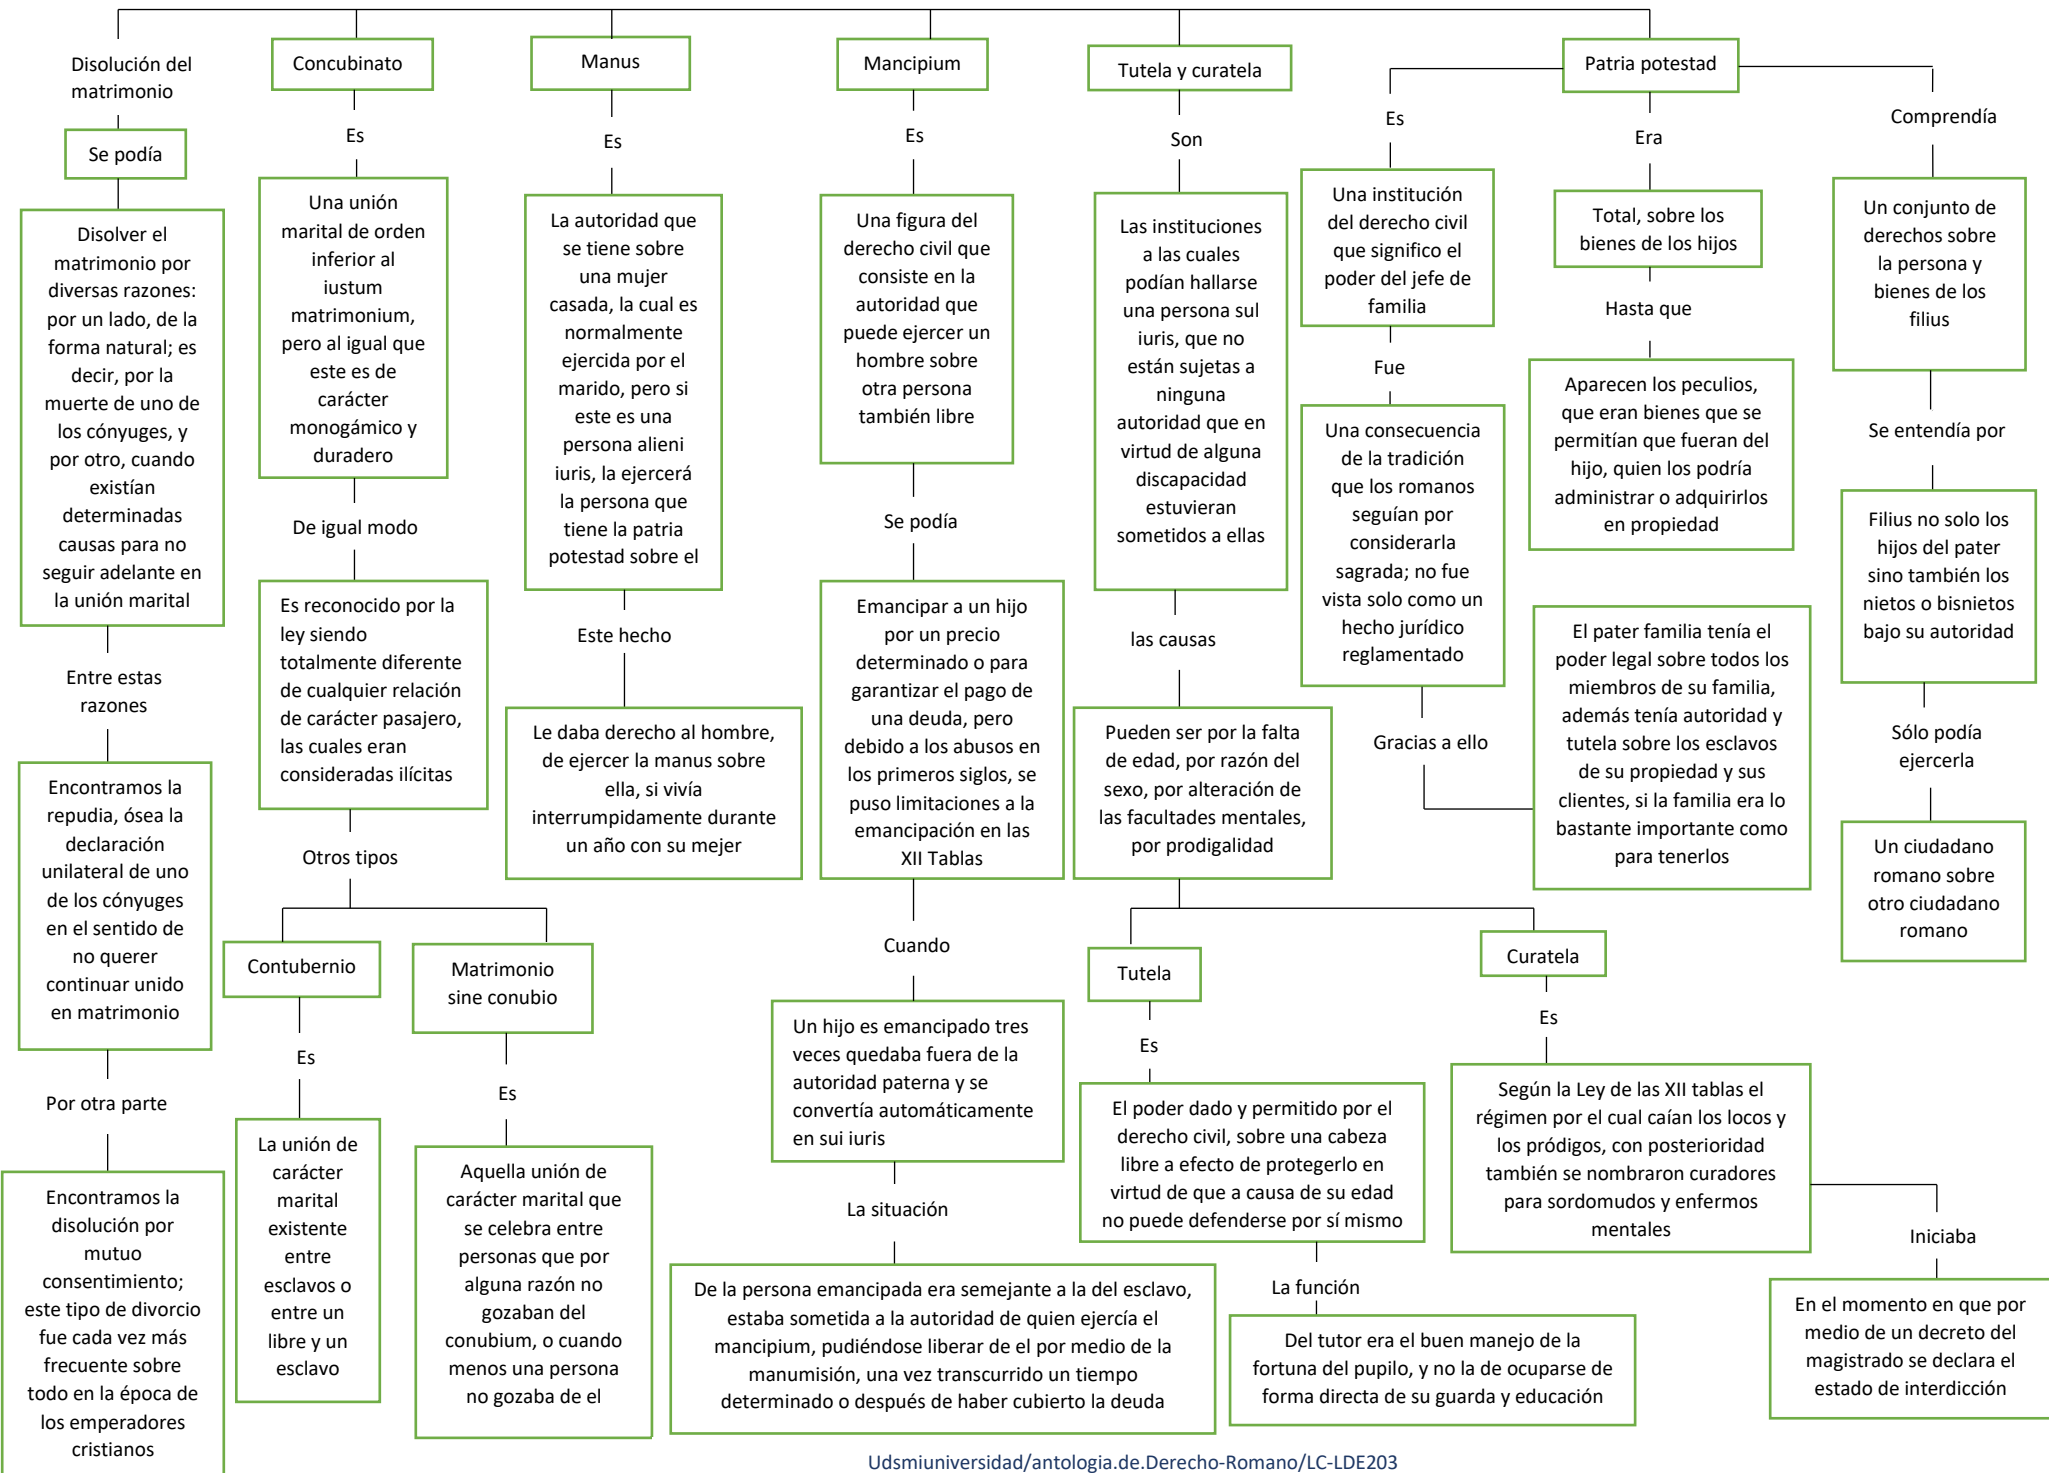 Disolución del
matrimonio
Se podía
Disolver el
matrimonio por
diversas razones:
por un lado, de la
forma natural; es
decir, por la
muerte de uno de
los cónyuges, y
por otro, cuando
existían
determinadas
causas para no
seguir adelante en
la unión marital
Entre estas
razones
Encontramos la
repudia, ósea la
declaración
unilateral de uno
de los cónyuges
en el sentido de
no querer
continuar unido
en matrimonio
Por otra parte
Encontramos la
disolución por
mutuo
consentimiento;
este tipo de divorcio
fue cada vez más
frecuente sobre
todo en la época de
los emperadores
cristianos
Concubinato
Es
Una unión
marital de orden
inferior al
iustum
matrimonium,
pero al igual que
este es de
carácter
monogámico y
duradero
De igual modo
Es reconocido por la
ley siendo
totalmente diferente
de cualquier relación
de carácter pasajero,
las cuales eran
consideradas ilícitas
Otros tipos
Contubernio
Es
La unión de
carácter
marital
existente
entre
esclavos o
entre un
libre y un
esclavo
Matrimonio
sine conubio
Es
Aquella unión de
carácter marital que
se celebra entre
personas que por
alguna razón no
gozaban del
conubium, o cuando
menos una persona
no gozaba de el
Manus
Es
La autoridad que
se tiene sobre
una mujer
casada, la cual es
normalmente
ejercida por el
marido, pero si
este es una
persona alieni
iuris, la ejercerá
la persona que
tiene la patria
potestad sobre el
Este hecho
Le daba derecho al hombre,
de ejercer la manus sobre
ella, si vivía
interrumpidamente durante
un año con su mejer
Mancipium
Es
Una figura del
derecho civil que
consiste en la
autoridad que
puede ejercer un
hombre sobre
otra persona
también libre
Se podía
Emancipar a un hijo
por un precio
determinado o para
garantizar el pago de
una deuda, pero
debido a los abusos en
los primeros siglos, se
puso limitaciones a la
emancipación en las
XII Tablas
Cuando
Un hijo es emancipado tres
veces quedaba fuera de la
autoridad paterna y se
convertía automáticamente
en sui iuris
La situación
De la persona emancipada era semejante a la del esclavo,
estaba sometida a la autoridad de quien ejercía el
mancipium, pudiéndose liberar de el por medio de la
manumisión, una vez transcurrido un tiempo
determinado o después de haber cubierto la deuda
Tutela y curatela
Son
Las instituciones
a las cuales
podían hallarse
una persona sul
iuris, que no
están sujetas a
ninguna
autoridad que en
virtud de alguna
discapacidad
estuvieran
sometidos a ellas
las causas
Pueden ser por la falta
de edad, por razón del
sexo, por alteración de
las facultades mentales,
por prodigalidad
Tutela
Es
El poder dado y permitido por el
derecho civil, sobre una cabeza
libre a efecto de protegerlo en
virtud de que a causa de su edad
no puede defenderse por sí mismo
La función
Del tutor era el buen manejo de la
fortuna del pupilo, y no la de ocuparse de
forma directa de su guarda y educación
Curatela
Es
Según la Ley de las XII tablas el
régimen por el cual caían los locos y
los pródigos, con posterioridad
también se nombraron curadores
para sordomudos y enfermos
mentales
Iniciaba
En el momento en que por
medio de un decreto del
magistrado se declara el
estado de interdicción
Patria potestad
Es
Una institución
del derecho civil
que significo el
poder del jefe de
familia
Fue
Una consecuencia
de la tradición
que los romanos
seguían por
considerarla
sagrada; no fue
vista solo como un
hecho jurídico
reglamentado
Gracias a ello
El pater familia tenía el
poder legal sobre todos los
miembros de su familia,
además tenía autoridad y
tutela sobre los esclavos
de su propiedad y sus
clientes, si la familia era lo
bastante importante como
para tenerlos
Era
Total, sobre los
bienes de los hijos
Hasta que
Aparecen los peculios,
que eran bienes que se
permitían que fueran del
hijo, quien los podría
administrar o adquirirlos
en propiedad
Comprendía
Un conjunto de
derechos sobre
la persona y
bienes de los
filius
Se entendía por
Filius no solo los
hijos del pater
sino también los
nietos o bisnietos
bajo su autoridad
Sólo podía
ejercerla
Un ciudadano
romano sobre
otro ciudadano
romano
Udsmiuniversidad/antologia.de.Derecho-Romano/LC-LDE203